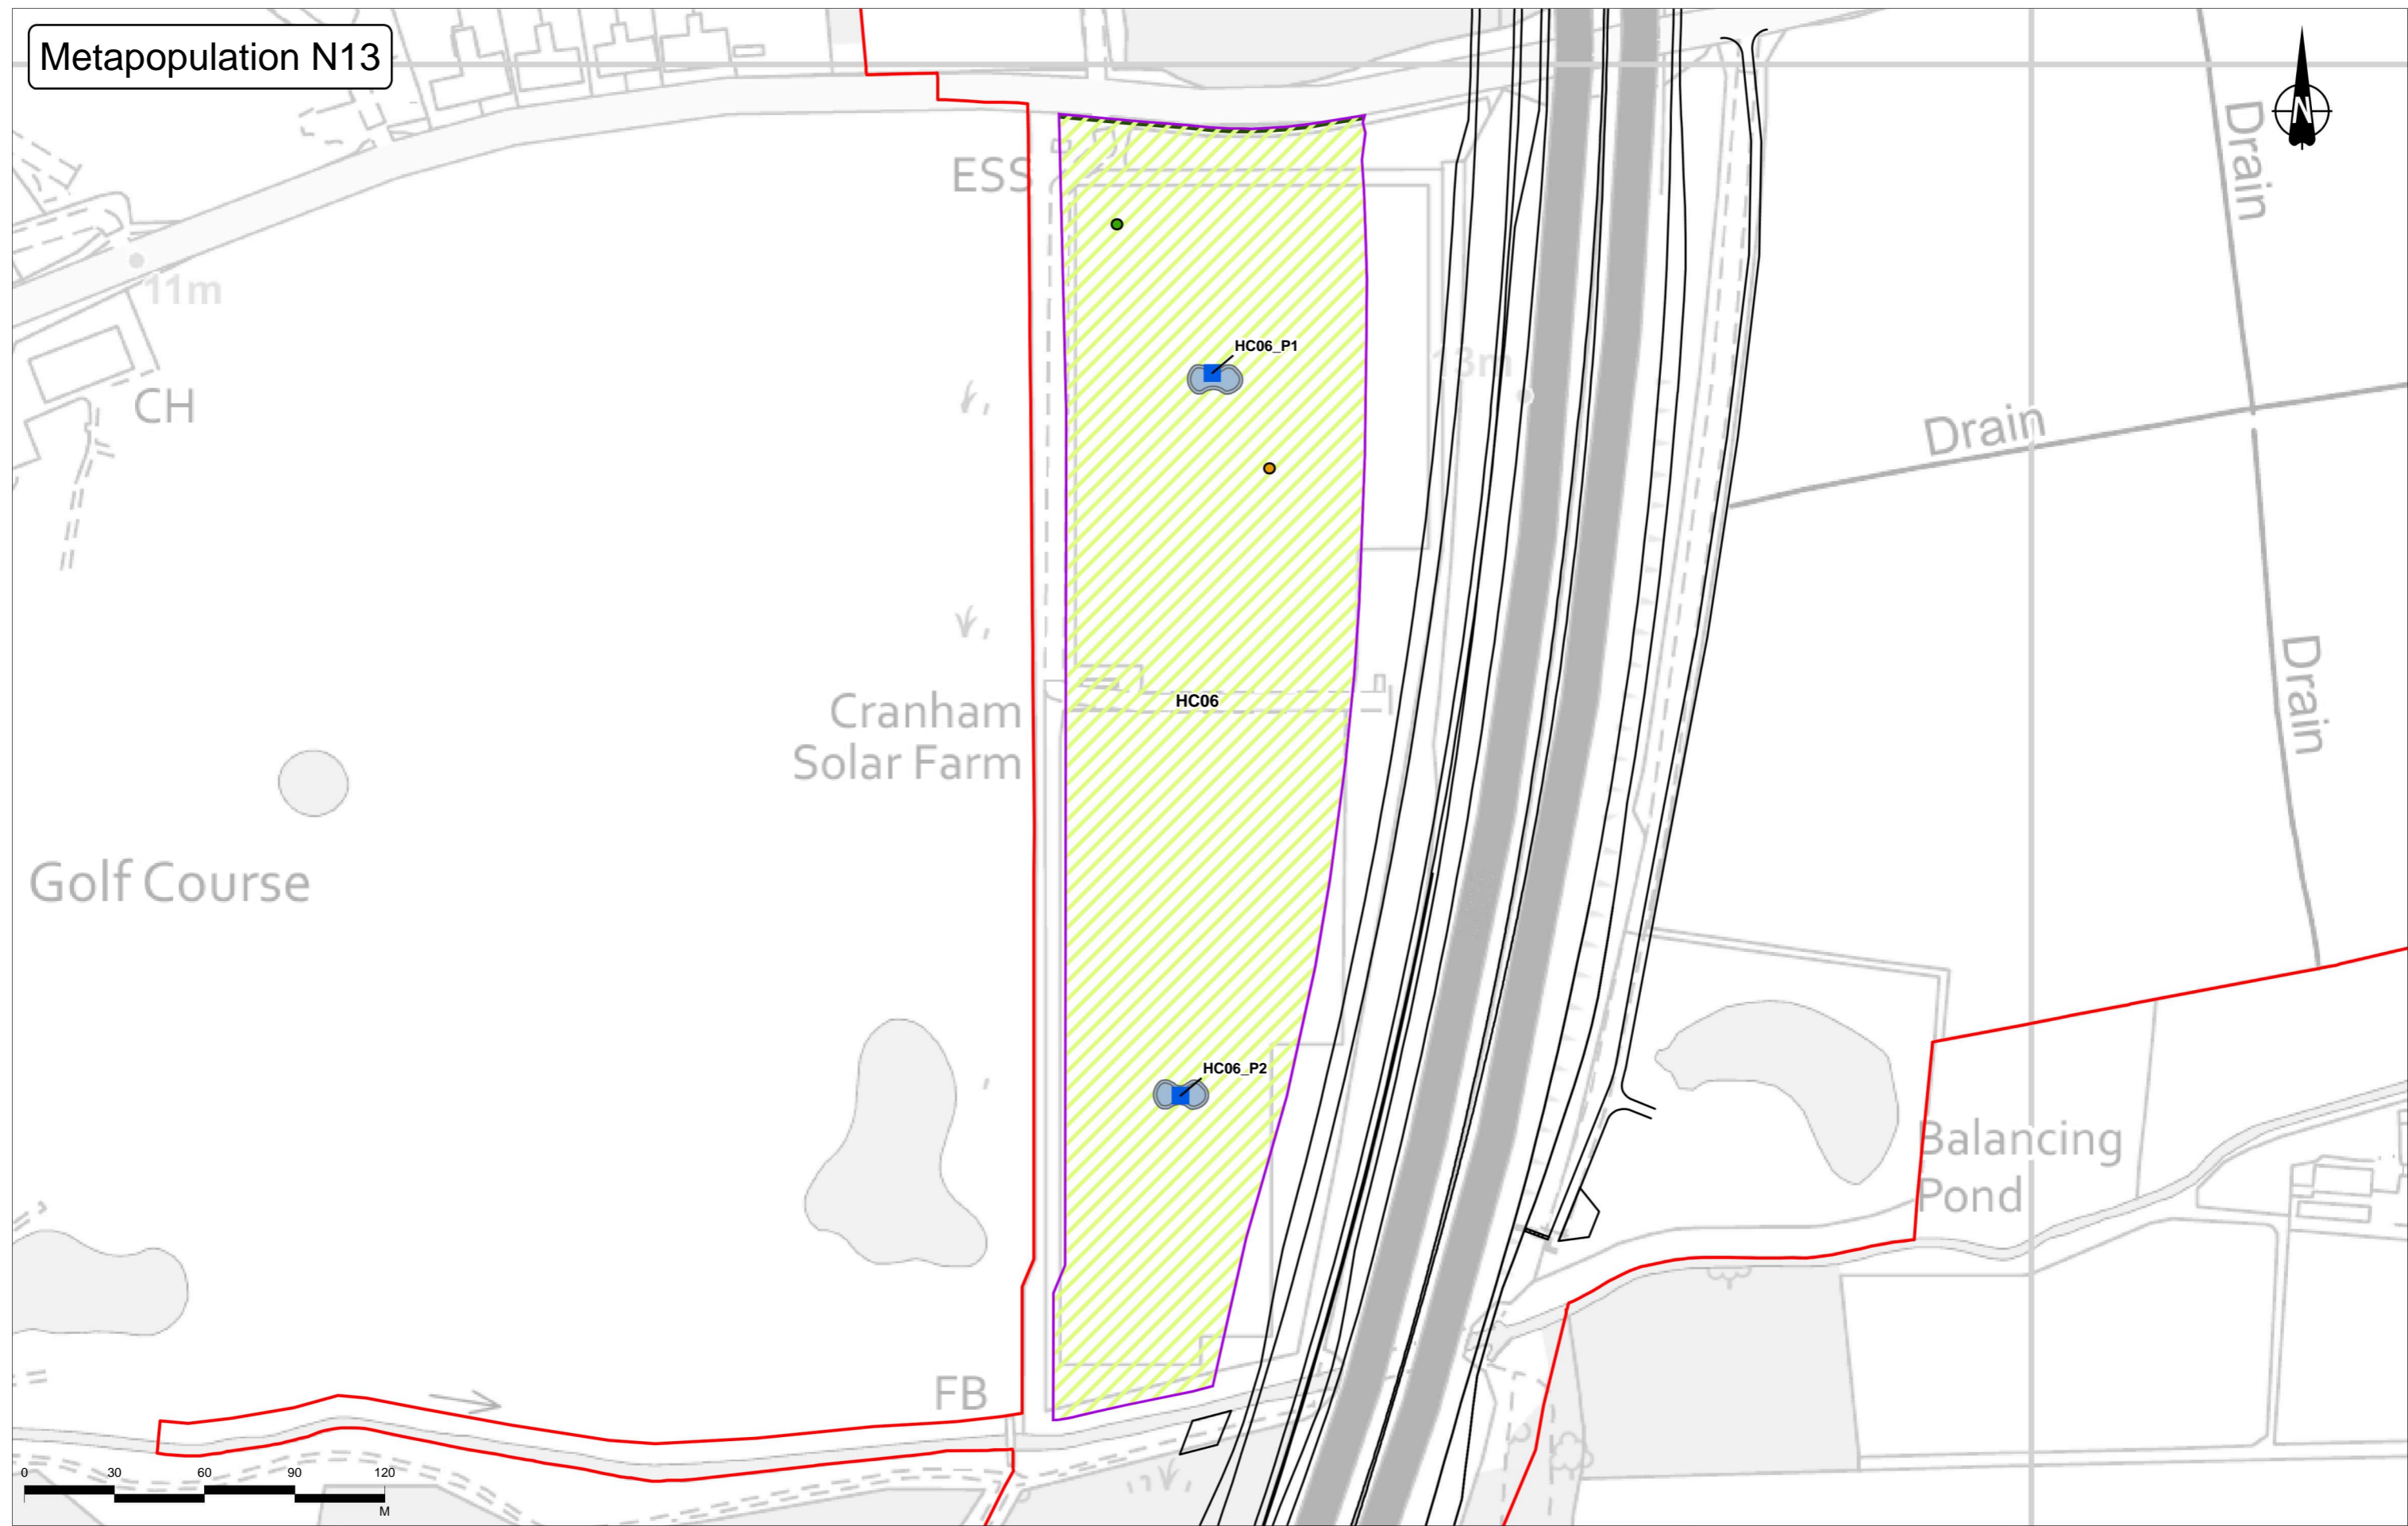 Metapopulation N13
N
Drain
ESS
11m
HC06_P1
13m
CH
Drain
HC06
Cranham
Solar Farm
Drain
Golf Course
HC06_P2
Balancing
Pond
FB
0 30 60 90 120
M